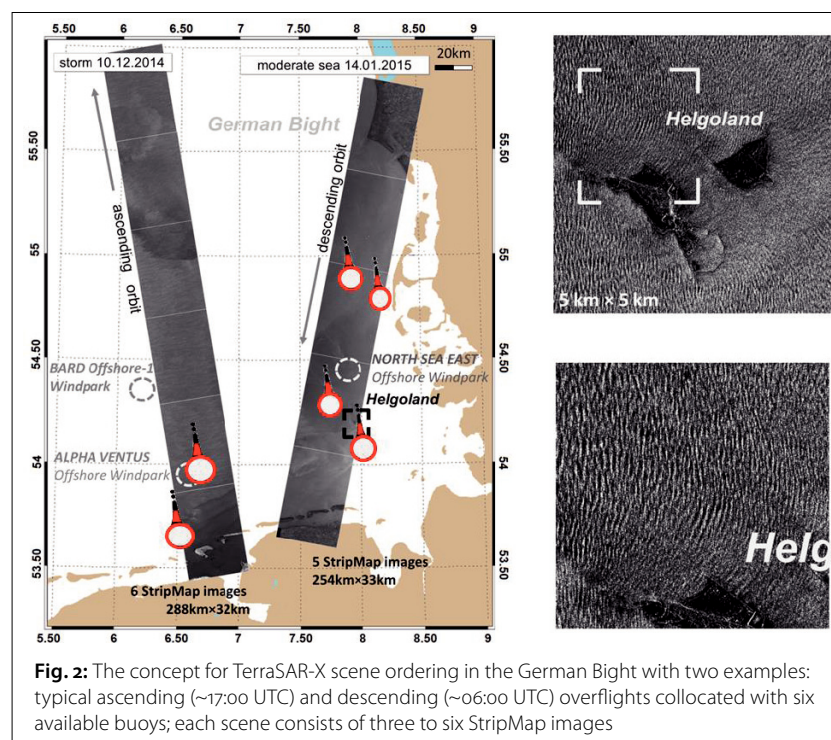 5.50 6 6.50 7 7.50 8 8.50 9
storm 10.12.2014
moderate sea 14.01.2015
20km
German Bight
55.50
55.50
ascending orbit
descending orbit
55
55
54.50
54.50
BARD Offshore-1
Windpark
NORTH SEA EAST
Offshore Windpark
Helgoland
ALPHA VENTUS
Offshore Windpark
54
54
53.50
53.50
6 StripMap images
288km×32km
5 StripMap images
254km×33km
5.50 6 6.50 7 7.50 8 8.50 9
Helgoland
5 km × 5 km
Helg
Fig. 2: The concept for TerraSAR-X scene ordering in the German Bight with two examples:
typical ascending (~17:00 UTC) and descending (~06:00 UTC) overflights collocated with six
available buoys; each scene consists of three to six StripMap images